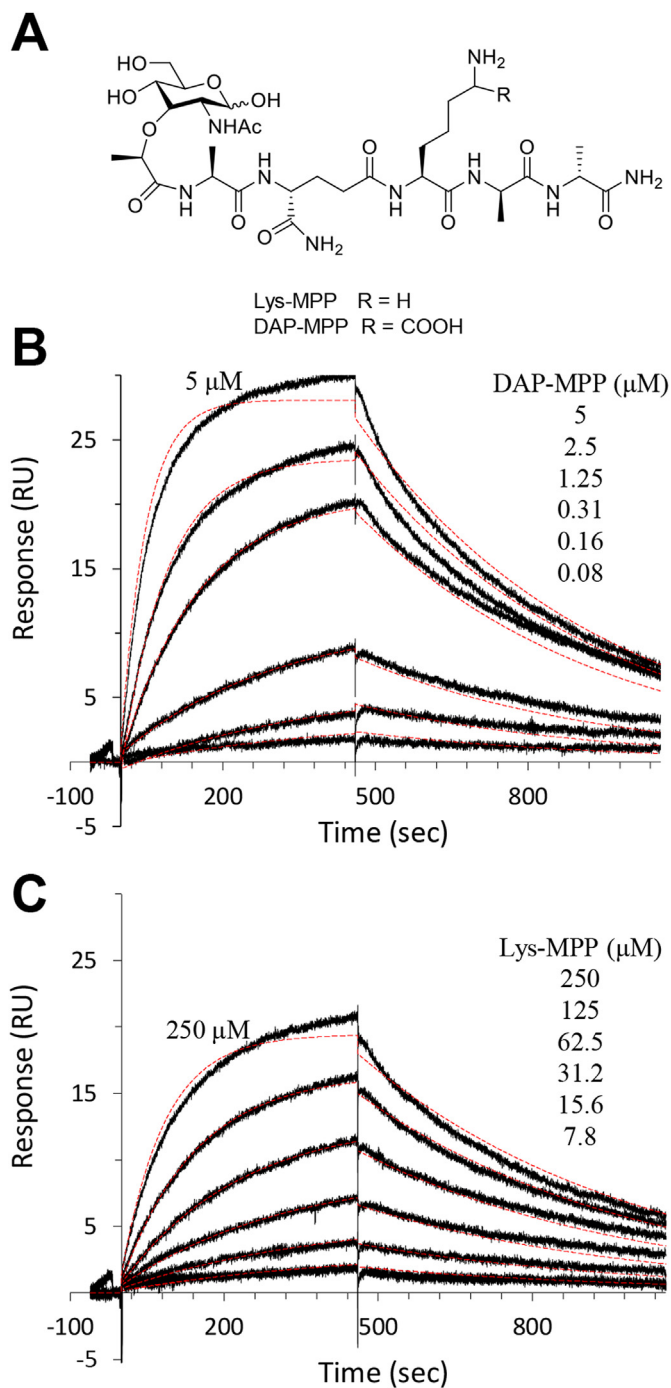 A
HO
O
HO
OH
O
NHAc
NH₂
R
O
N
H
O
H
N
O
NH₂
O
N
H
O
H
N
O
N
H
O
H
N
O
NH₂
Lys-MPP R = H
DAP-MPP R = COOH
B
5 µM
DAP-MPP (µM)
5
2.5
1.25
0.31
0.16
0.08
Response (RU)
25
15
5
-5
-100
200
500
800
Time (sec)
C
250 µM
Lys-MPP (µM)
250
125
62.5
31.2
15.6
7.8
Response (RU)
25
15
5
-5
-100
200
500
800
Time (sec)